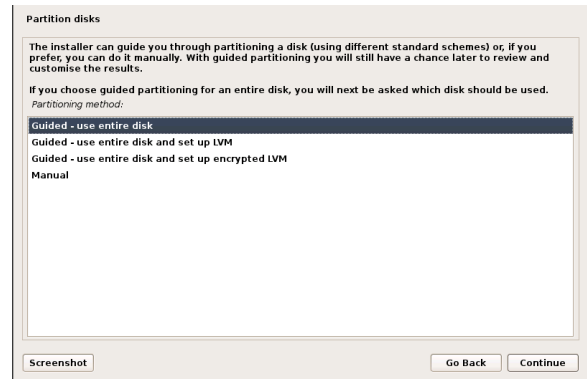 Partition disks
The installer can guide you through partitioning a disk (using different standard schemes) or, if you
prefer, you can do it manually. With guided partitioning you will still have a chance later to review and
customise the results.
If you choose guided partitioning for an entire disk, you will next be asked which disk should be used.
Partitioning method:
Guided - use entire disk
Guided - use entire disk and set up LVM
Guided - use entire disk and set up encrypted LVM
Manual
Screenshot
Go Back
Continue